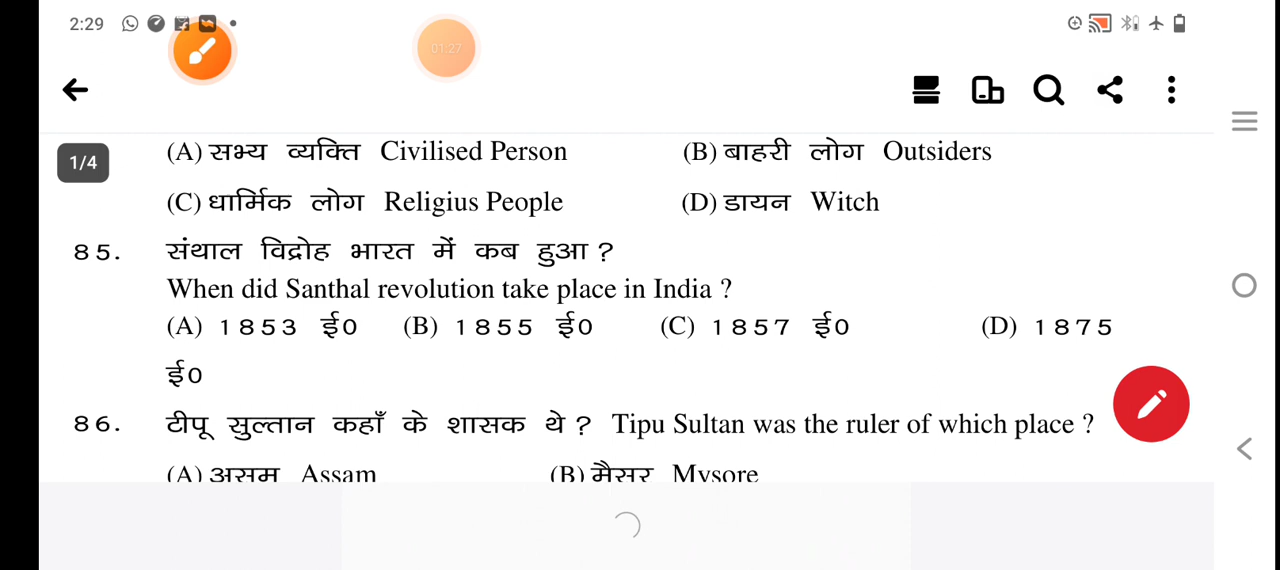 2:29
01:27
1/4
(A) सभ्य व्यक्ति Civilised Person (B) बाहरी लोग Outsiders
(C) धार्मिक लोग Religius People (D) डायन Witch
85. संथाल विद्रोह भारत में कब हुआ ?
When did Santhal revolution take place in India ?
(A) 1853 ई0 (B) 1855 ई0 (C) 1857 ई0 (D) 1875
ई0
86. टीपू सुल्तान कहाँ के शासक थे ? Tipu Sultan was the ruler of which place ?
(A) असम Assam (B) मैसूर Mysore